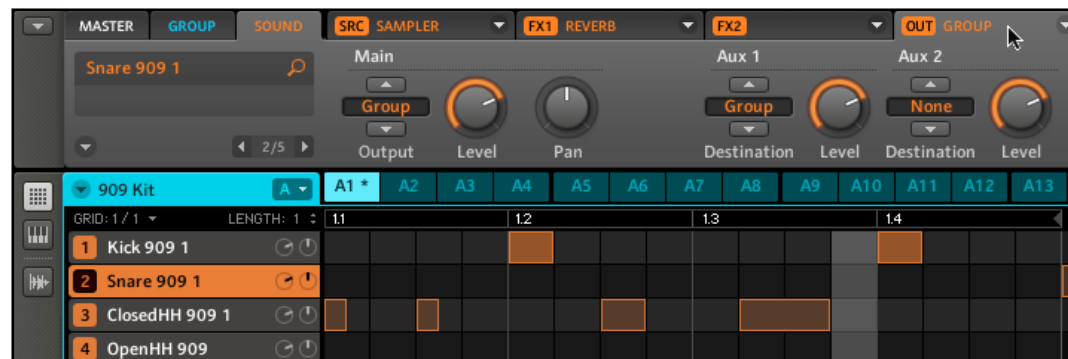 MASTER GROUP SOUND SRC SAMPLER FX1 REVERB FX2 OUT GROUP
Snare 909 1
2/5
Main Aux 1 Aux 2
Group Group None
Output Level Pan Destination Level Destination Level
909 Kit A A1 * A2 A3 A4 A5 A6 A7 A8 A9 A10 A11 A12 A13
GRID: 1 / 1 LENGTH: 1 1.1 1.2 1.3 1.4
1 Kick 909 1
2 Snare 909 1
3 ClosedHH 909 1
4 OpenHH 909